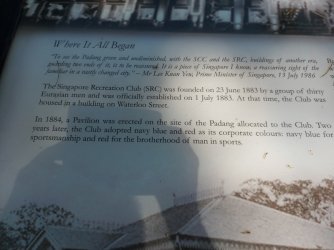 Where It All Began
"To see the Padang green and undiminished, with the SCC and the SRC, buildings of another era,
guarding two ends of it, is to be reassured. It is a piece of Singapore I know, a reassuring sight of the
familiar in a vastly changed city." – Mr Lee Kuan Yew, Prime Minister of Singapore, 13 July 1986
The Singapore Recreation Club (SRC) was founded on 23 June 1883 by a group of thirty
Eurasian men and was officially established on 1 July 1883. At that time, the Club was
housed in a building on Waterloo Street.
In 1884, a Pavilion was erected on the site of the Padang allocated to the Club. Two
years later, the Club adopted navy blue and red as its corporate colours: navy blue for
sportsmanship and red for the brotherhood of man in sports.